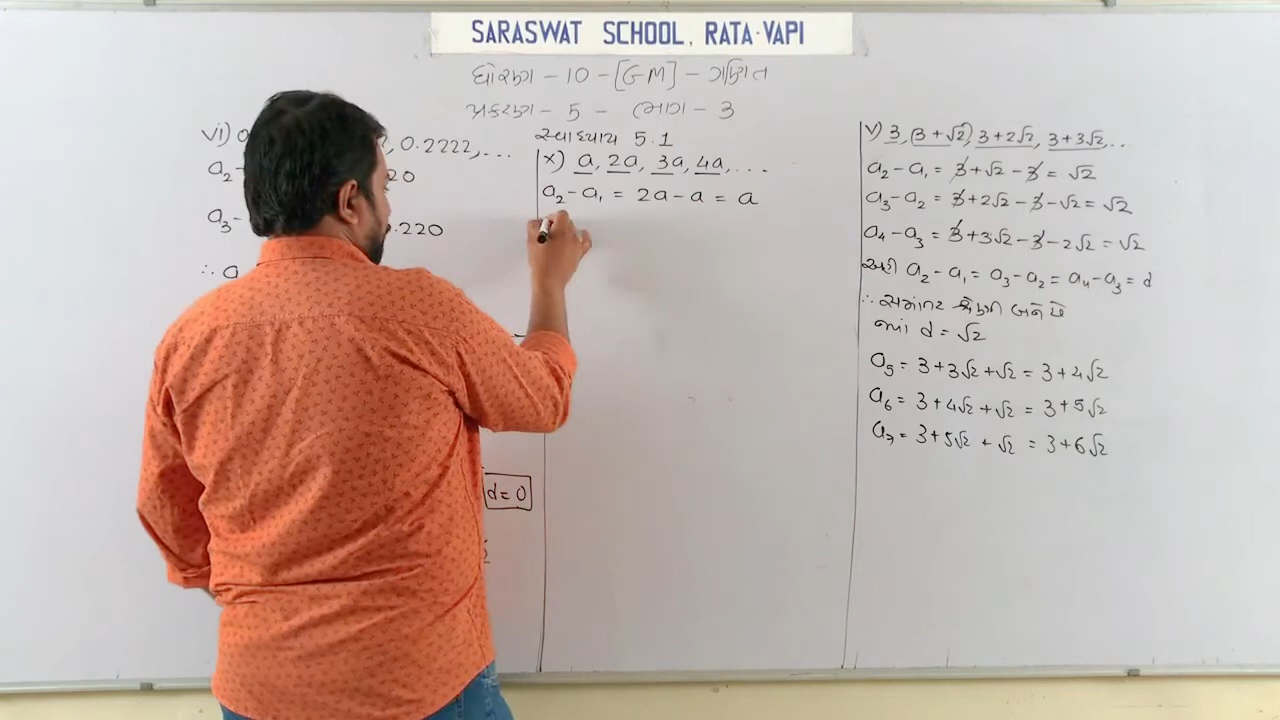 SARASWAT SCHOOL, RATA-VAPI
ધોરણ - 10 - [GM] - ગણિત
પ્રકરણ - 5 - ભાગ - 3
vi) 0.2222, ...
a₂-
20
a₃-
.220
∴ a
d = 0
સ્વાધ્યાય 5.1
x) a, 2a, 3a, 4a, ...
a₂ - a₁ = 2a - a = a
v) 3, (3 + √2), 3 + 2√2, 3 + 3√2, ...
a₂ - a₁ = 3 + √2 - 3 = √2
a₃ - a₂ = 3 + 2√2 - 3 - √2 = √2
a₄ - a₃ = 3 + 3√2 - 3 - 2√2 = √2
અહી a₂ - a₁ = a₃ - a₂ = a₄ - a₃ = d
∴ સમાંતર શ્રેણી બને છે
જ્યાં d = √2
a₅ = 3 + 3√2 + √2 = 3 + 4√2
a₆ = 3 + 4√2 + √2 = 3 + 5√2
a₇ = 3 + 5√2 + √2 = 3 + 6√2